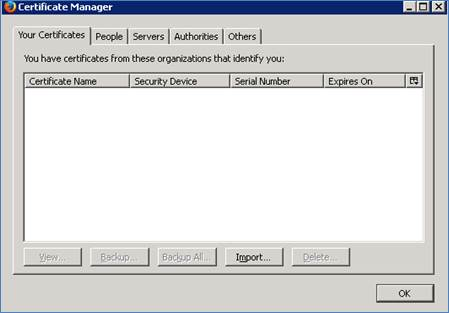 Certificate Manager
Your Certificates People Servers Authorities Others
You have certificates from these organizations that identify you:
Certificate Name Security Device Serial Number Expires On
View... Backup... Backup All... Import... Delete...
OK